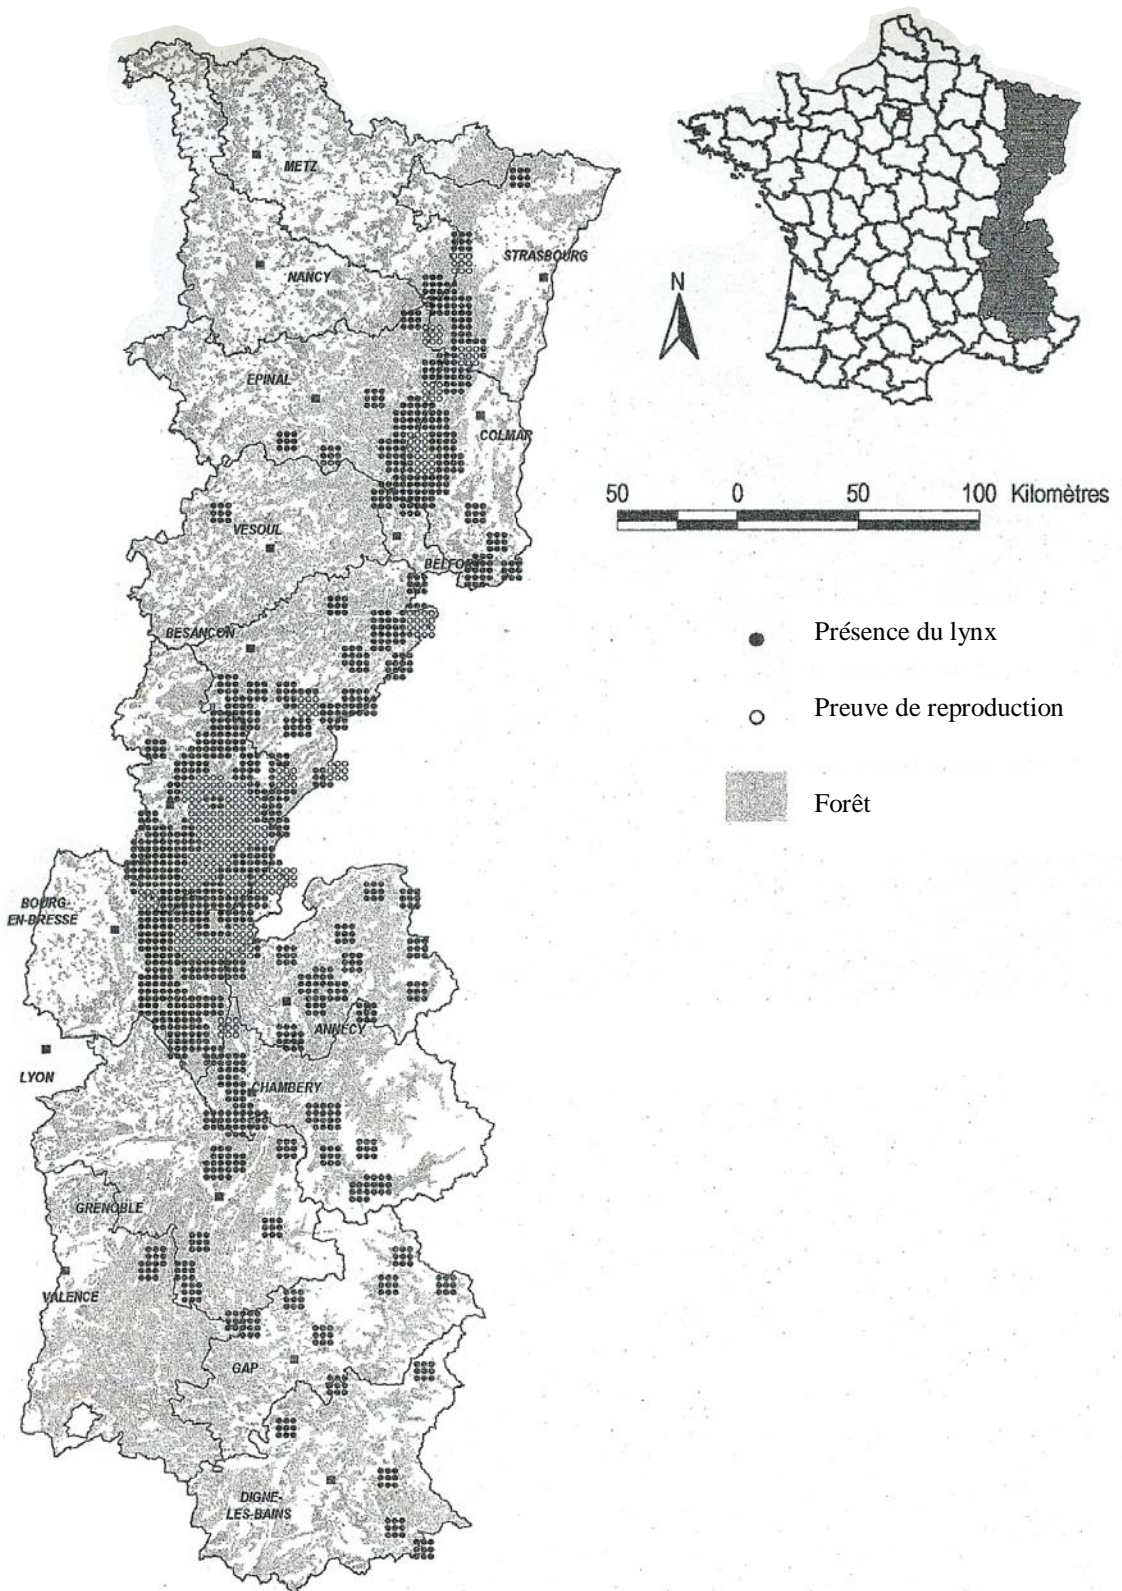 METZ
STRASBOURG
NANCY
N
EPINAL
COLMAR
50 0 50 100 Kilomètres
VESOUL
BELFORT
BESANCON
Présence du lynx
Preuve de reproduction
Forêt
BOURG-
EN-BRESSE
ANNECY
LYON
CHAMBERY
GRENOBLE
VALENCE
GAP
DIGNE-
LES-BAINS